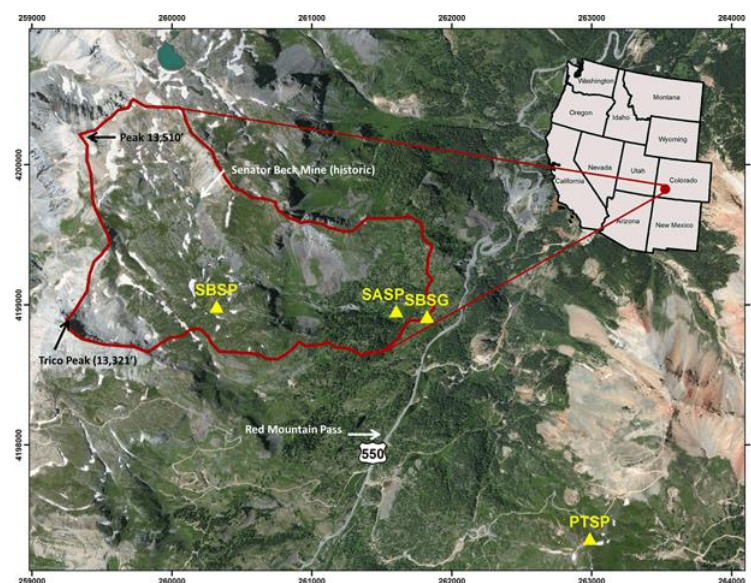 259000 260000 261000 262000 263000 264000
Washington
Montana
Oregon
Idaho
Wyoming
Nevada
Utah
Colorado
California
Arizona
New Mexico
Peak 13,510'
Senator Beck Mine (historic)
4200000
4199000
4198000
SBSP
SASP
SBSG
Trico Peak (13,321')
Red Mountain Pass
550
PTSP
259000 260000 261000 262000 263000 264000